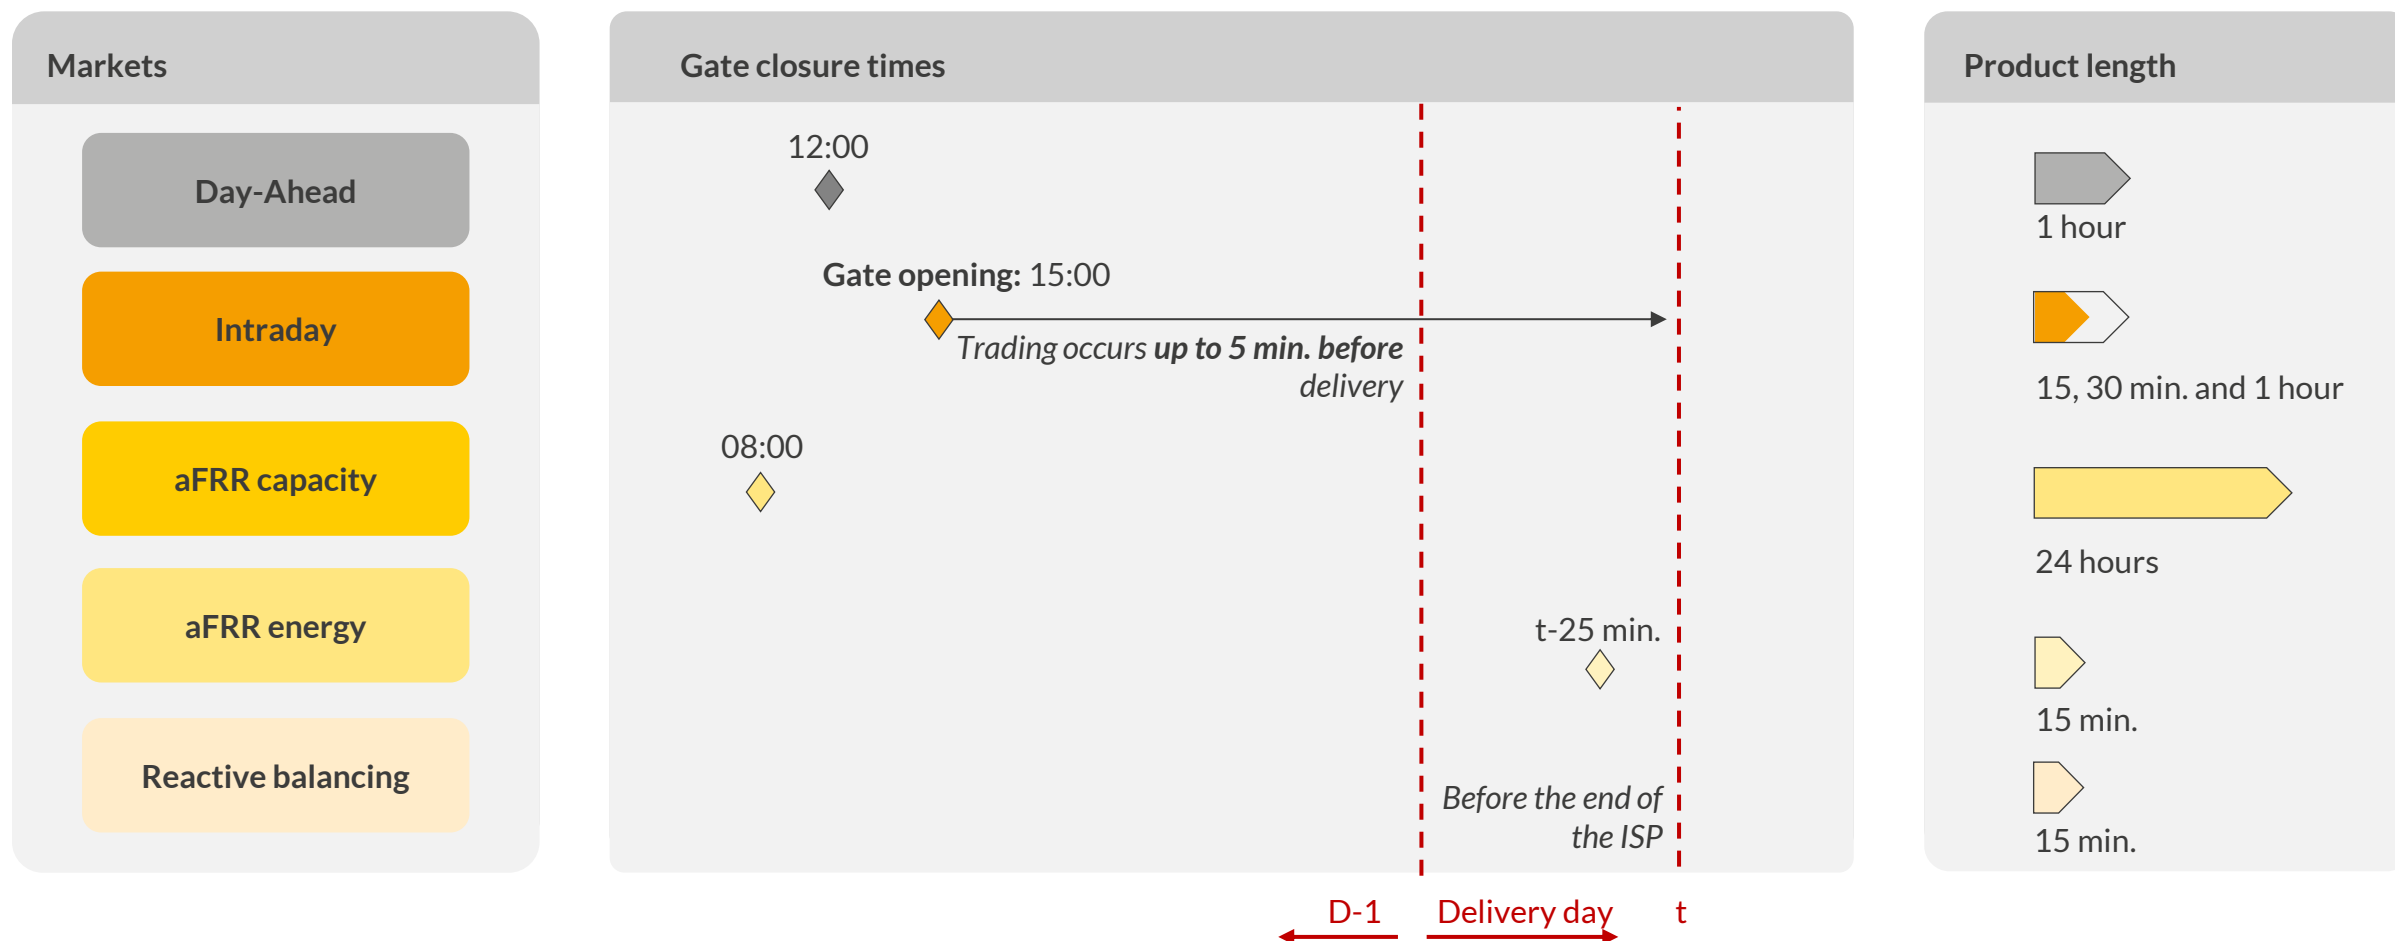 Markets
Gate closure times
Product length
Day-Ahead
12:00
1 hour
Intraday
Gate opening: 15:00
Trading occurs up to 5 min. before
delivery
15, 30 min. and 1 hour
aFRR capacity
08:00
24 hours
aFRR energy
t-25 min.
15 min.
Reactive balancing
Before the end of
the ISP
15 min.
D-1
Delivery day
t